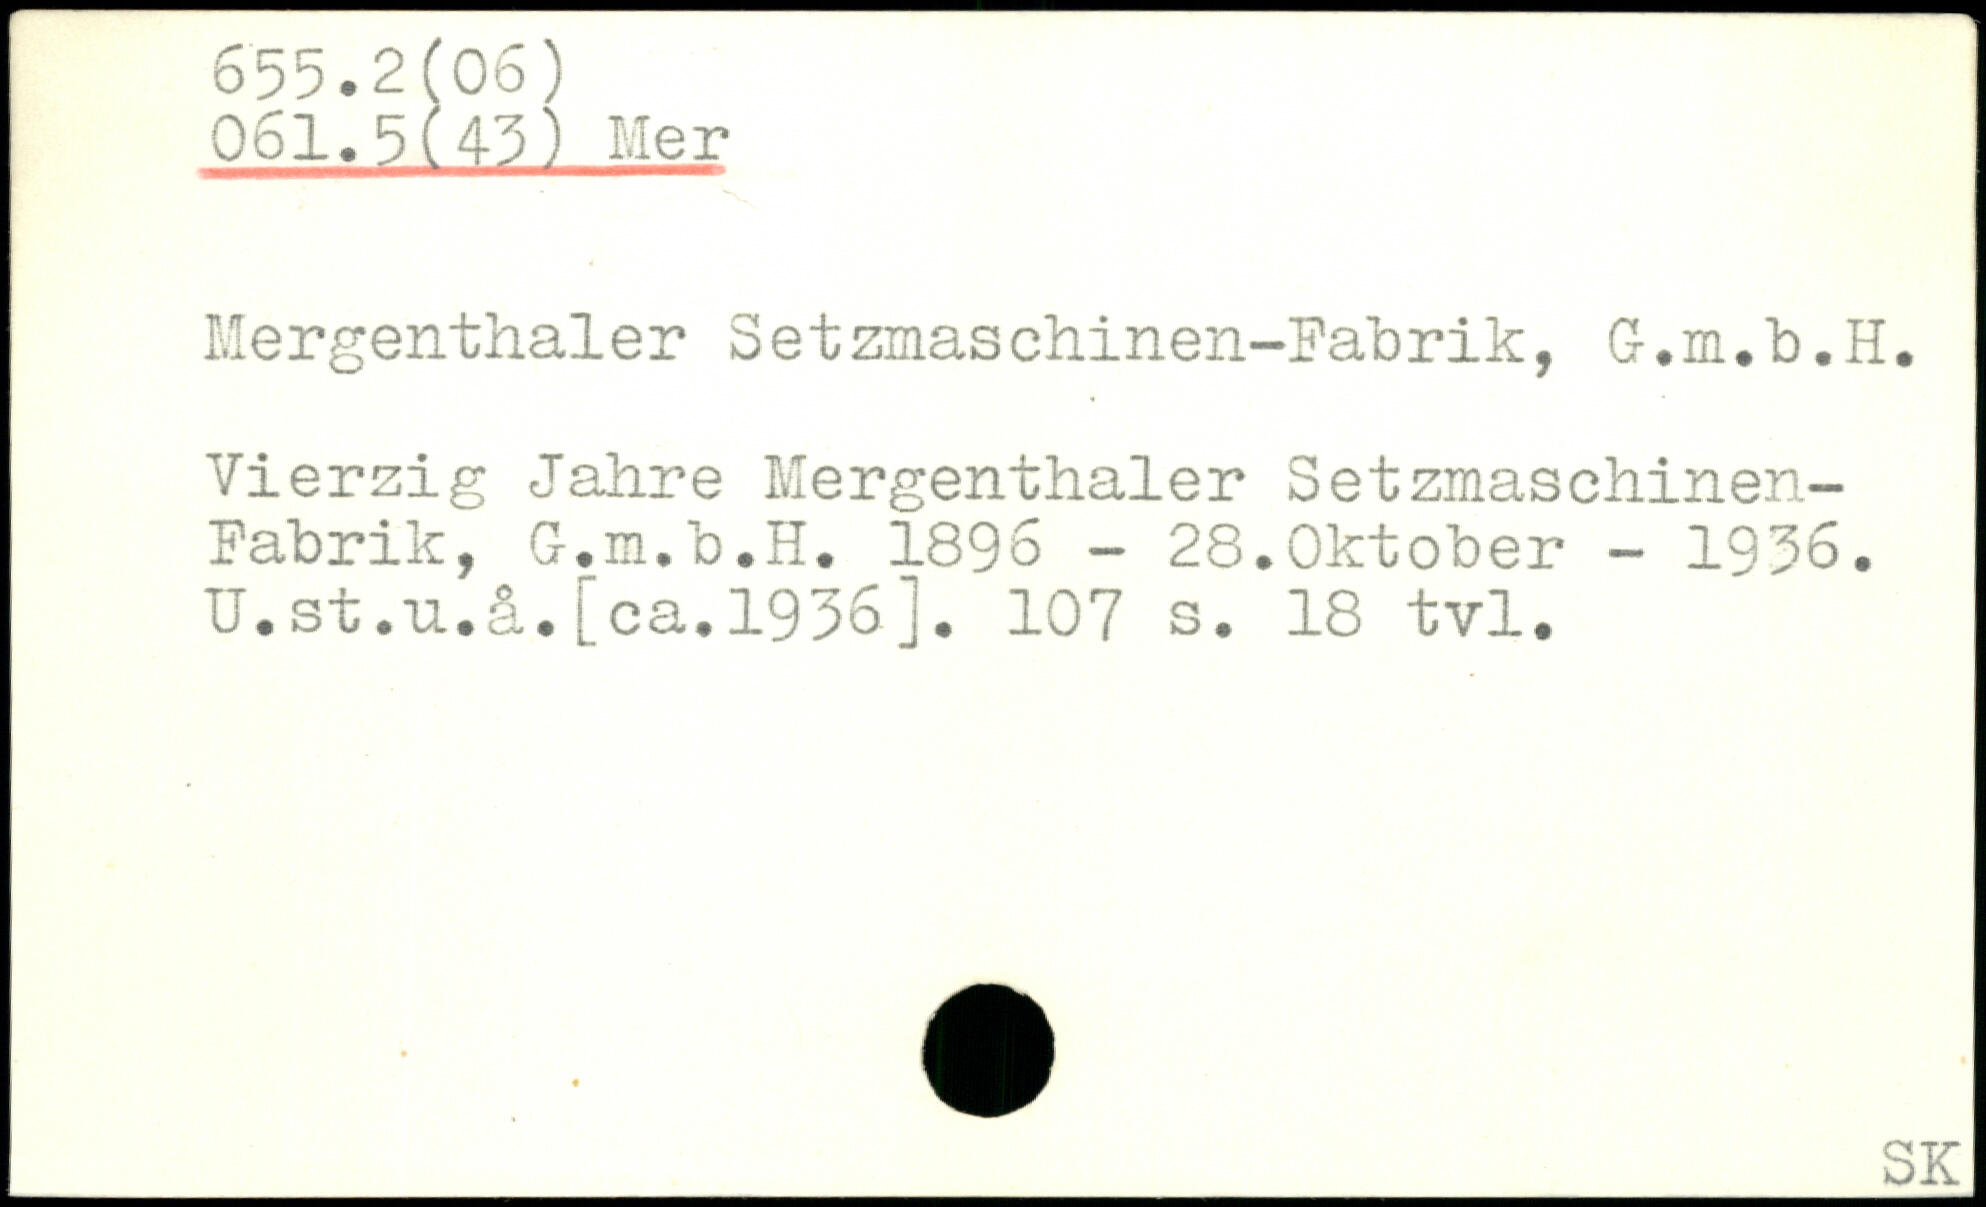 655.2(06)
061.5(43) Mer
Mergenthaler Setzmaschinen-Fabrik, G.m.b.H.
Vierzig Jahre Mergenthaler Setzmaschinen-
Fabrik, G.m.b.H. 1896 - 28.Oktober - 1936.
U.st.u.å.[ca.1936]. 107 s. 18 tvl.
SK